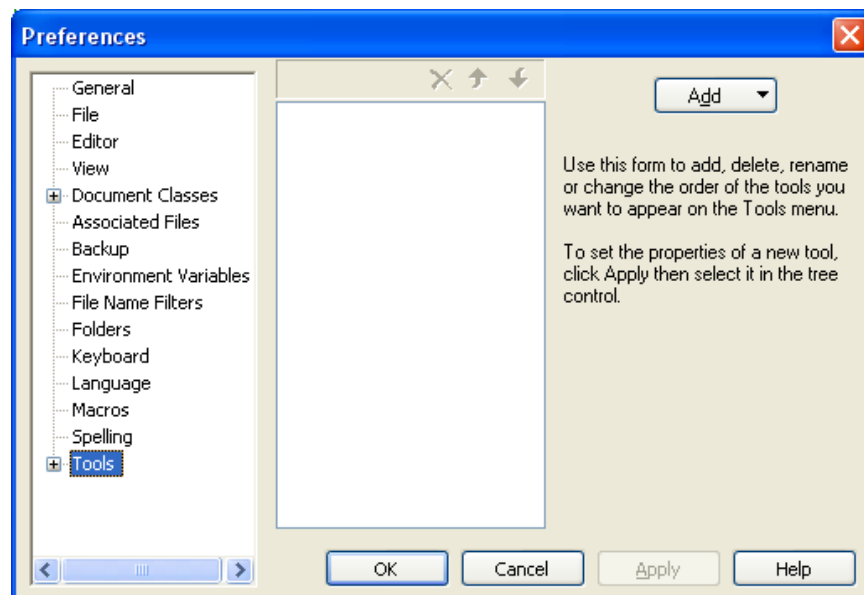 Preferences
General
File
Editor
View
Document Classes
Associated Files
Backup
Environment Variables
File Name Filters
Folders
Keyboard
Language
Macros
Spelling
Tools
Add
Use this form to add, delete, rename
or change the order of the tools you
want to appear on the Tools menu.
To set the properties of a new tool,
click Apply then select it in the tree
control.
OK
Cancel
Apply
Help